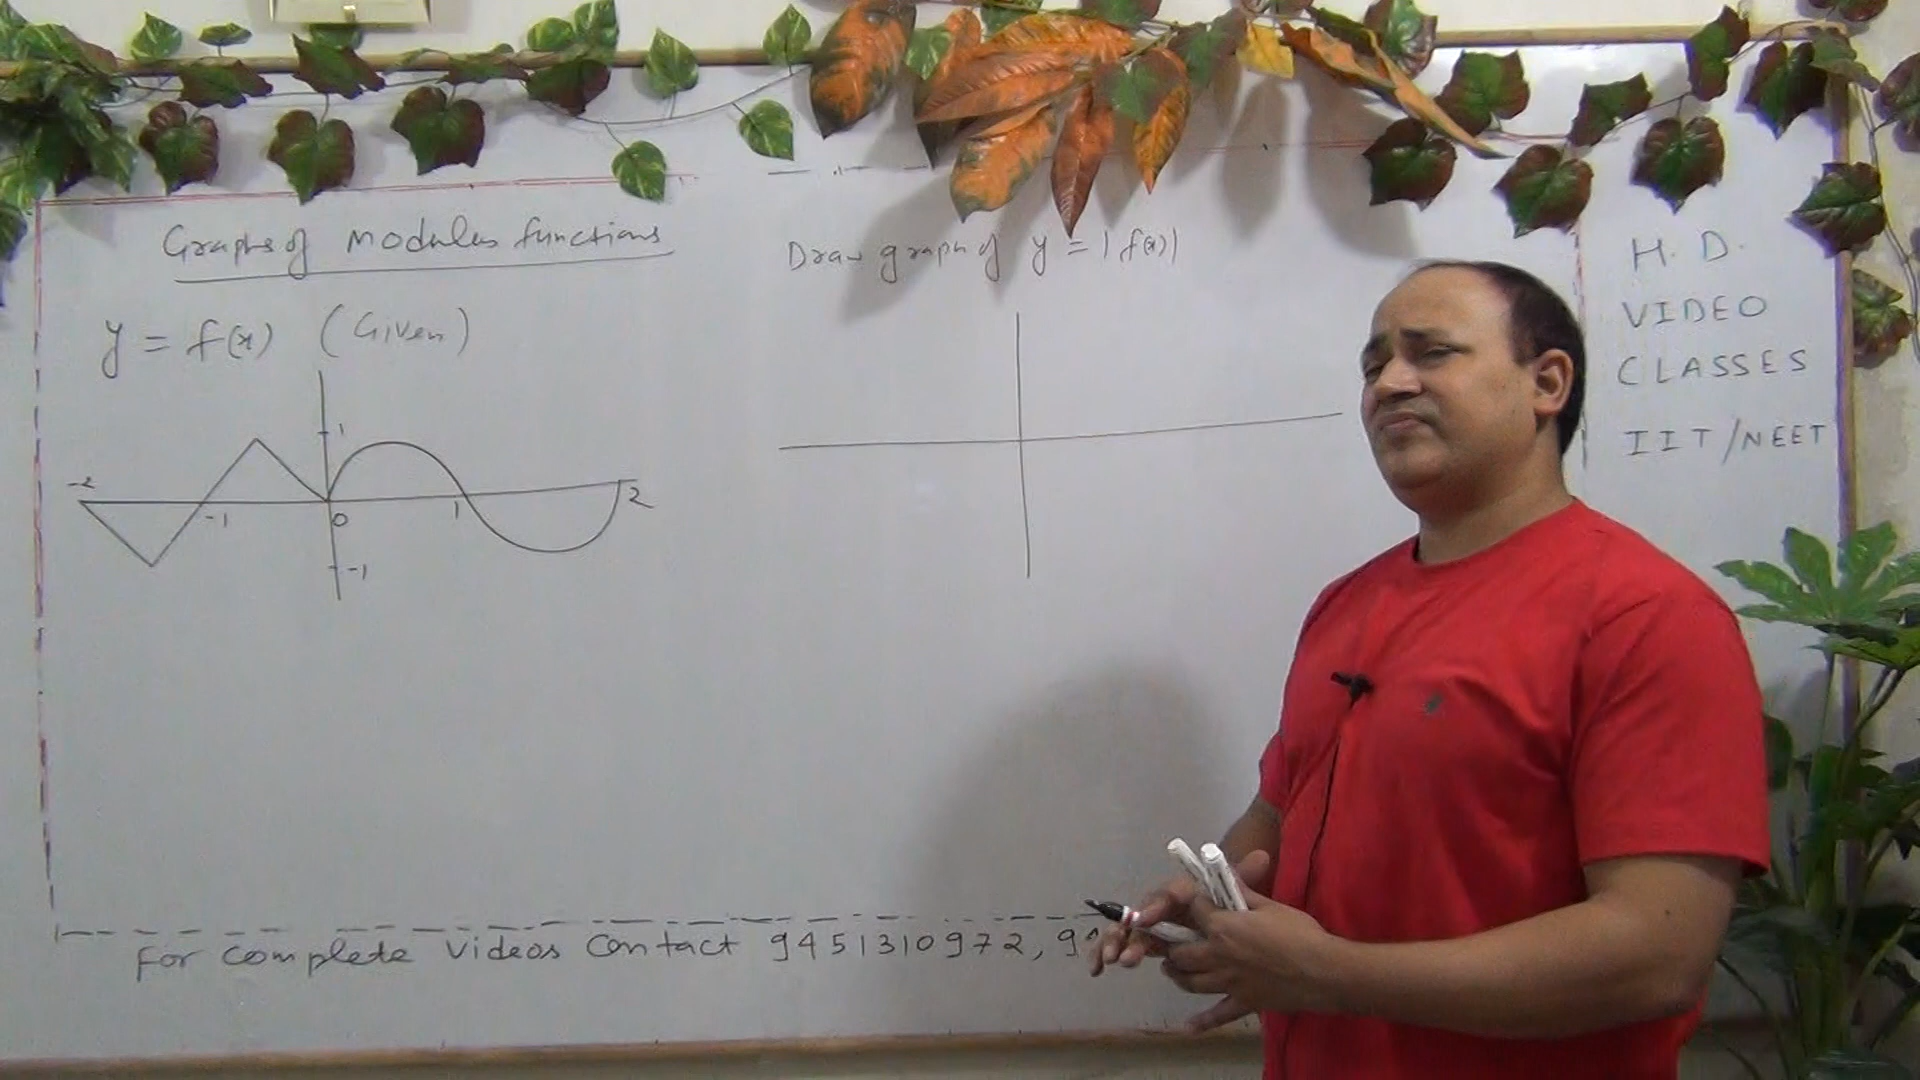 Graphs of Modulus functions
y = f(x) (Given)
1
-2 -1 0 1 2
-1
Draw graph of y = |f(x)|
H. D.
VIDEO
CLASSES
IIT/NEET
For Complete Videos Contact 9451310972, 9